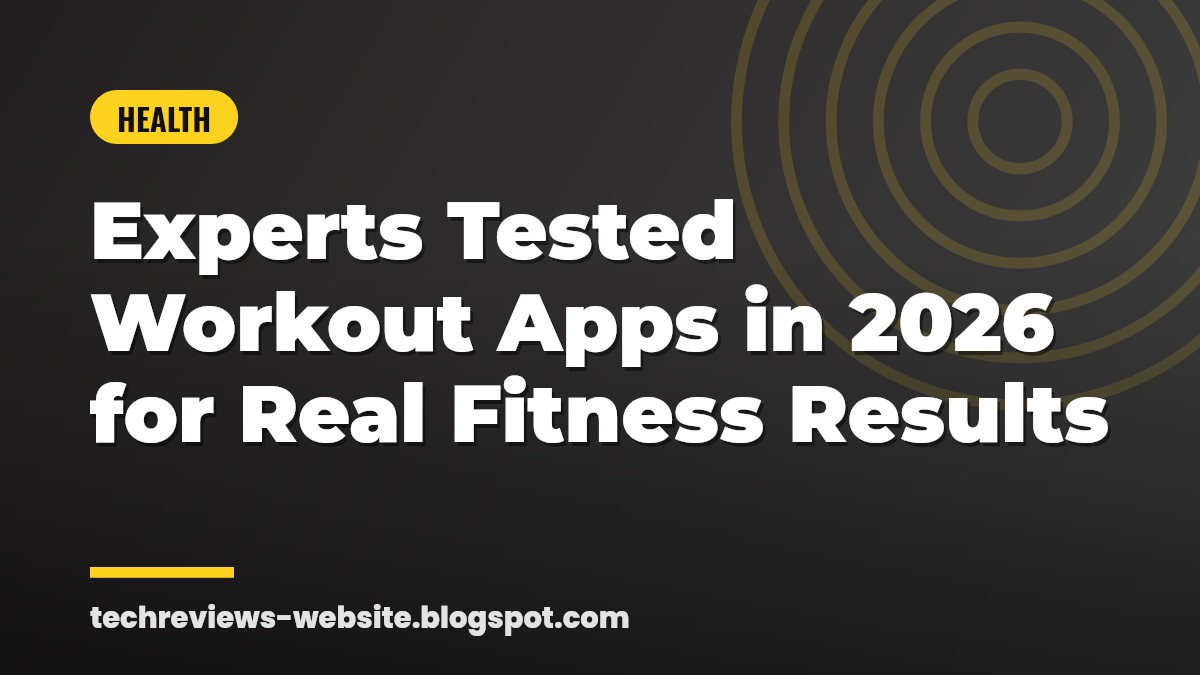 HEALTH
Experts Tested
Workout Apps in 2026
for Real Fitness Results
techreviews-website.blogspot.com